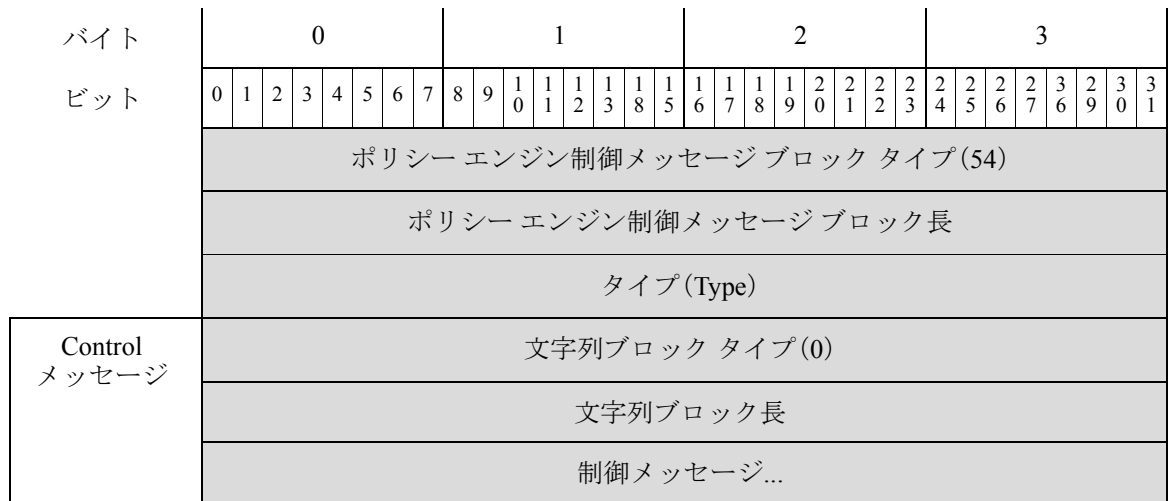 バイト 0 1 2 3
ビット 0 1 2 3 4 5 6 7 8 9 10 11 12 13 18 15 16 17 18 19 20 21 22 23 24 25 26 27 36 29 30 31
ポリシー エンジン制御メッセージ ブロック タイプ(54)
ポリシー エンジン制御メッセージ ブロック長
タイプ(Type)
Control
メッセージ
文字列ブロック タイプ(0)
文字列ブロック長
制御メッセージ...